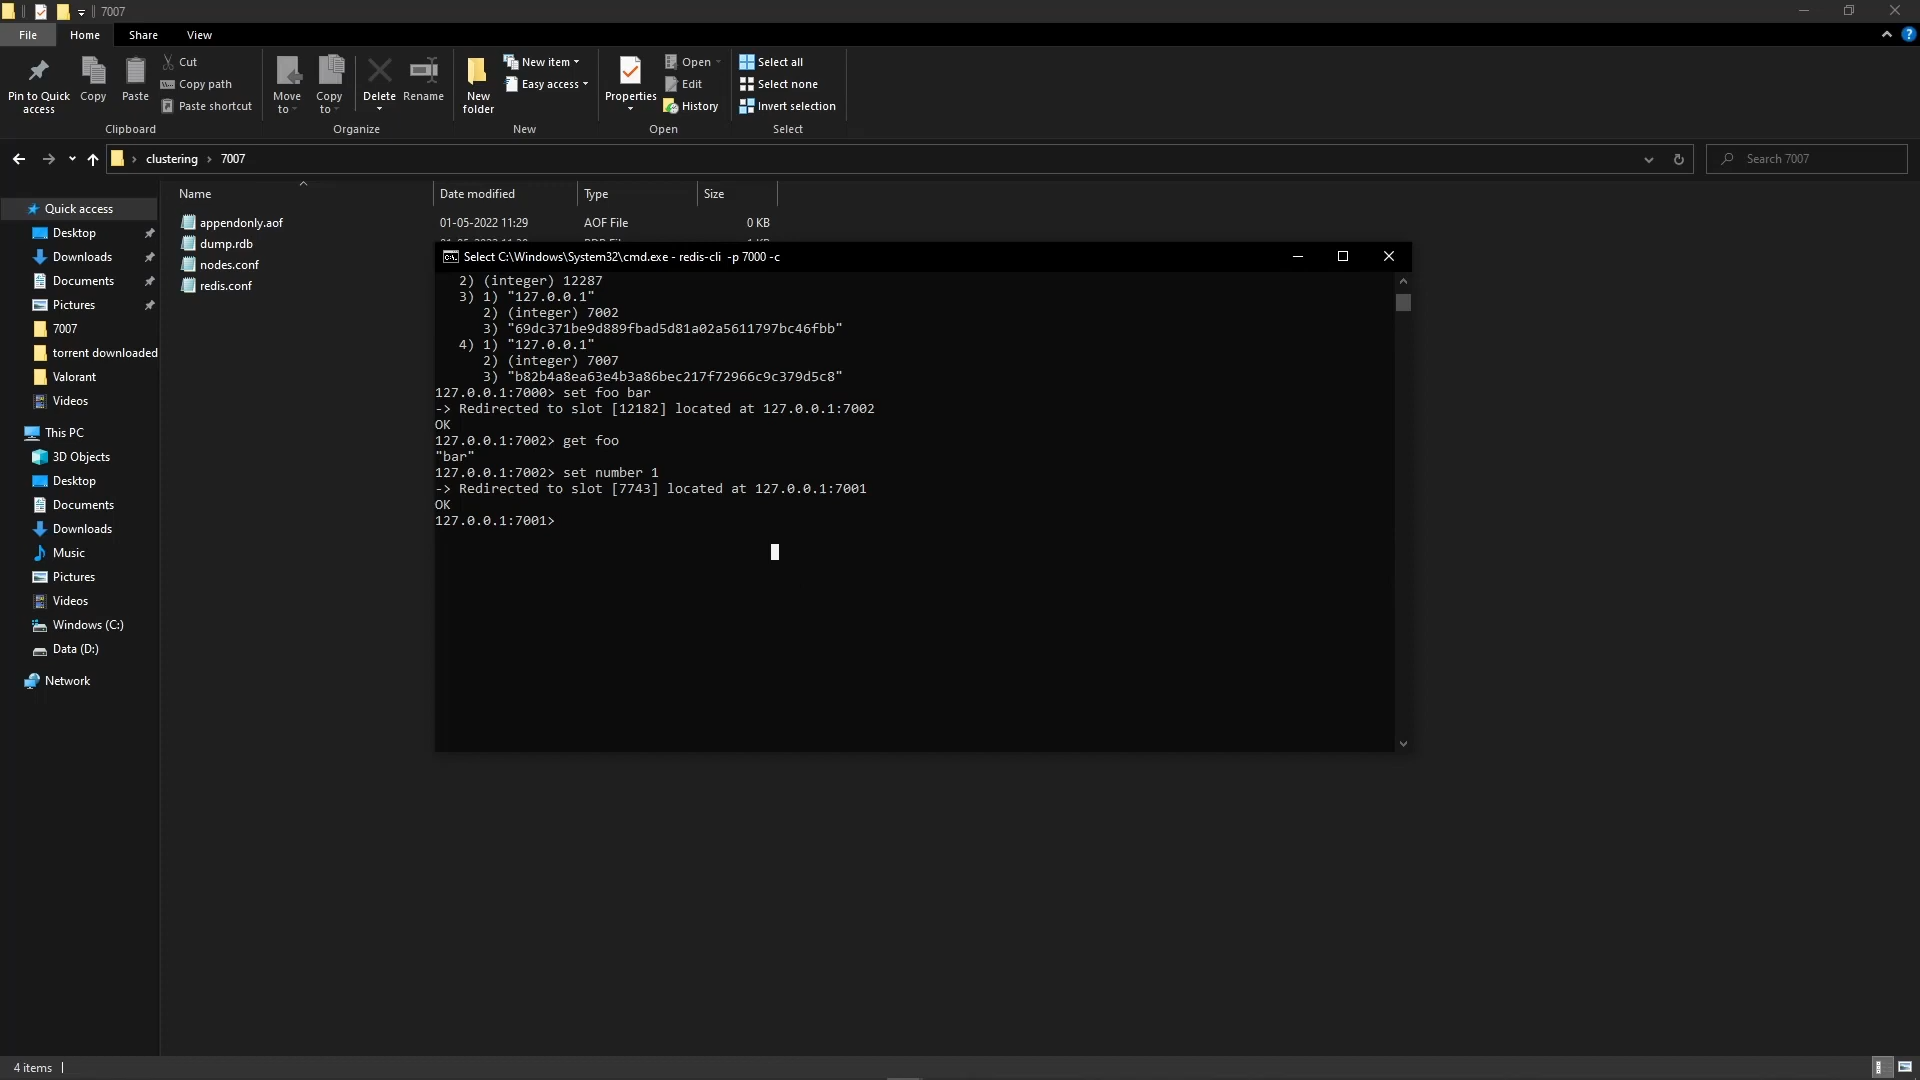 7007
File Home Share View
Pin to Quick access
Copy
Paste
Cut
Copy path
Paste shortcut
Clipboard
Move to
Copy to
Delete
Rename
Organize
New folder
New item
Easy access
New
Properties
Open
Edit
History
Open
Select all
Select none
Invert selection
Select
clustering › 7007
Search 7007
Name Date modified Type Size
appendonly.aof 01-05-2022 11:29 AOF File 0 KB
dump.rdb
nodes.conf
redis.conf
Quick access
Desktop
Downloads
Documents
Pictures
7007
torrent downloaded
Valorant
Videos
This PC
3D Objects
Desktop
Documents
Downloads
Music
Pictures
Videos
Windows (C:)
Data (D:)
Network
Select C:\Windows\System32\cmd.exe - redis-cli -p 7000 -c
2) (integer) 12287
3) 1) "127.0.0.1"
2) (integer) 7002
3) "69dc371be9d889fbad5d81a02a5611797bc46fbb"
4) 1) "127.0.0.1"
2) (integer) 7007
3) "b82b4a8ea63e4b3a86bec217f72966c9c379d5c8"
127.0.0.1:7000> set foo bar
-> Redirected to slot [12182] located at 127.0.0.1:7002
OK
127.0.0.1:7002> get foo
"bar"
127.0.0.1:7002> set number 1
-> Redirected to slot [7743] located at 127.0.0.1:7001
OK
127.0.0.1:7001>
4 items